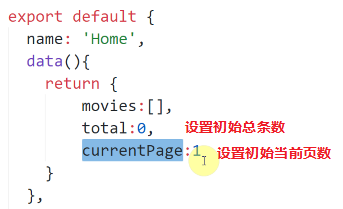 export default {
name: 'Home',
data(){
return {
movies:[],
total:0, 设置初始总条数
currentPage:1 设置初始当前页数
}
},